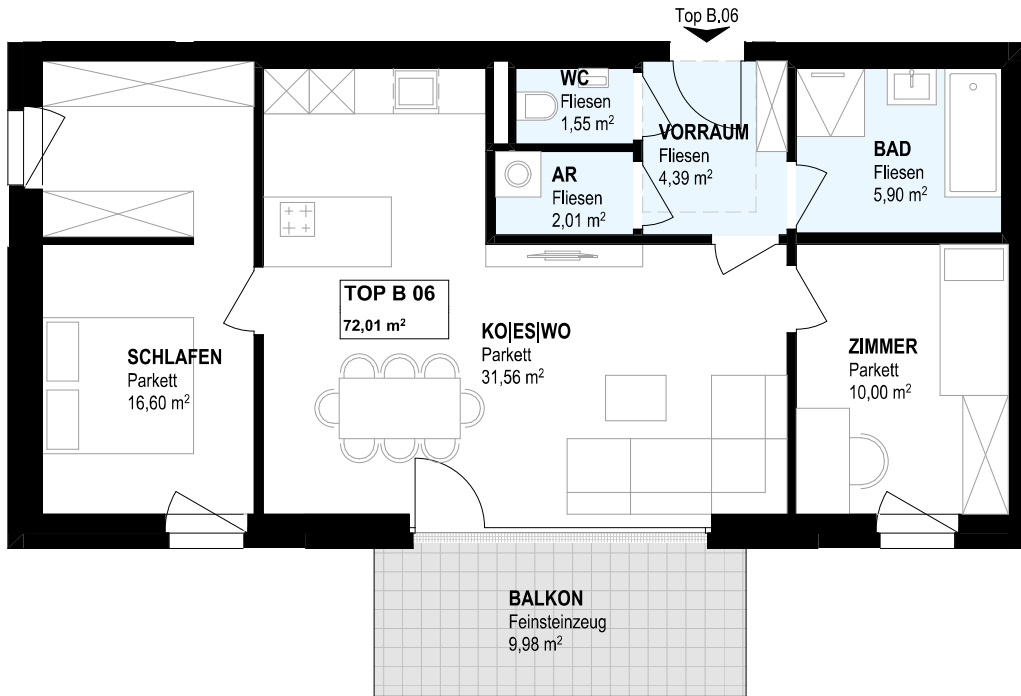 Top B.06
WC
Fliesen
1,55 m²
VORRAUM
Fliesen
4,39 m²
BAD
Fliesen
5,90 m²
AR
Fliesen
2,01 m²
TOP B 06
72,01 m²
KO|ES|WO
Parkett
31,56 m²
SCHLAFEN
Parkett
16,60 m²
ZIMMER
Parkett
10,00 m²
BALKON
Feinsteinzeug
9,98 m²